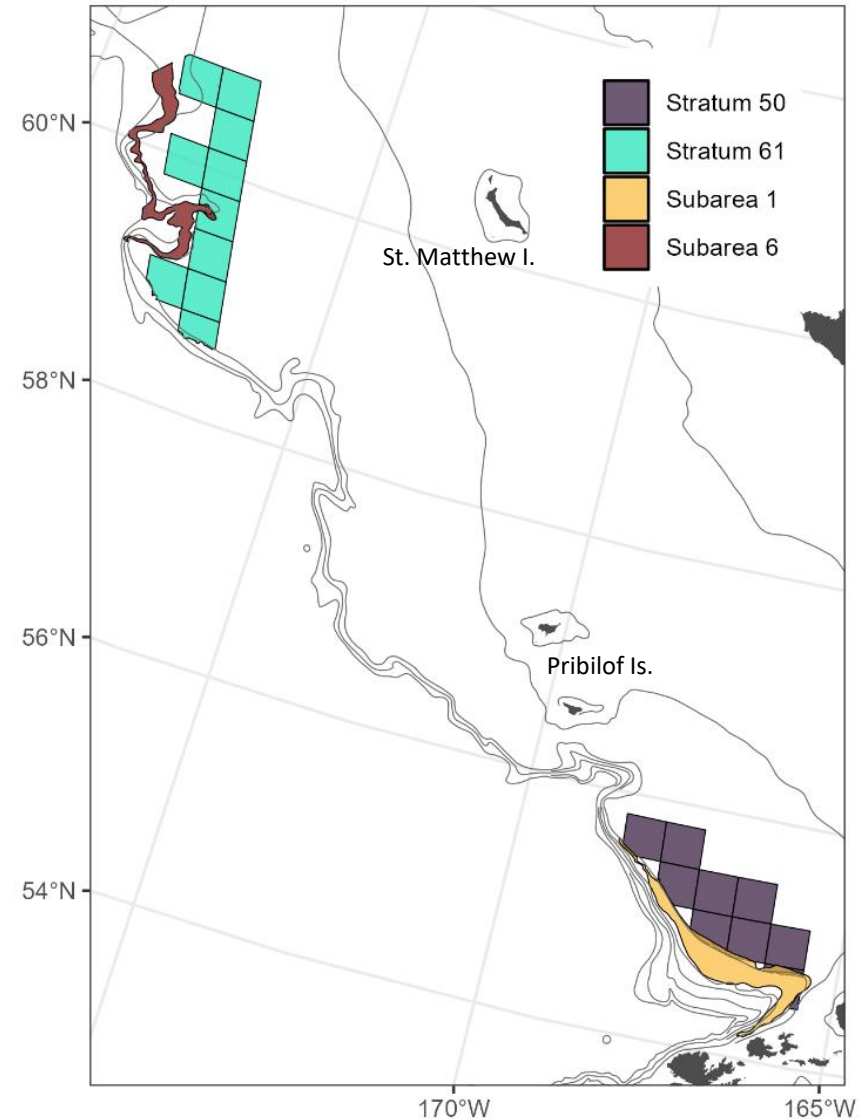 60°N
58°N
56°N
54°N
170°W
165°W
Stratum 50
Stratum 61
Subarea 1
Subarea 6
St. Matthew I.
Pribilof Is.